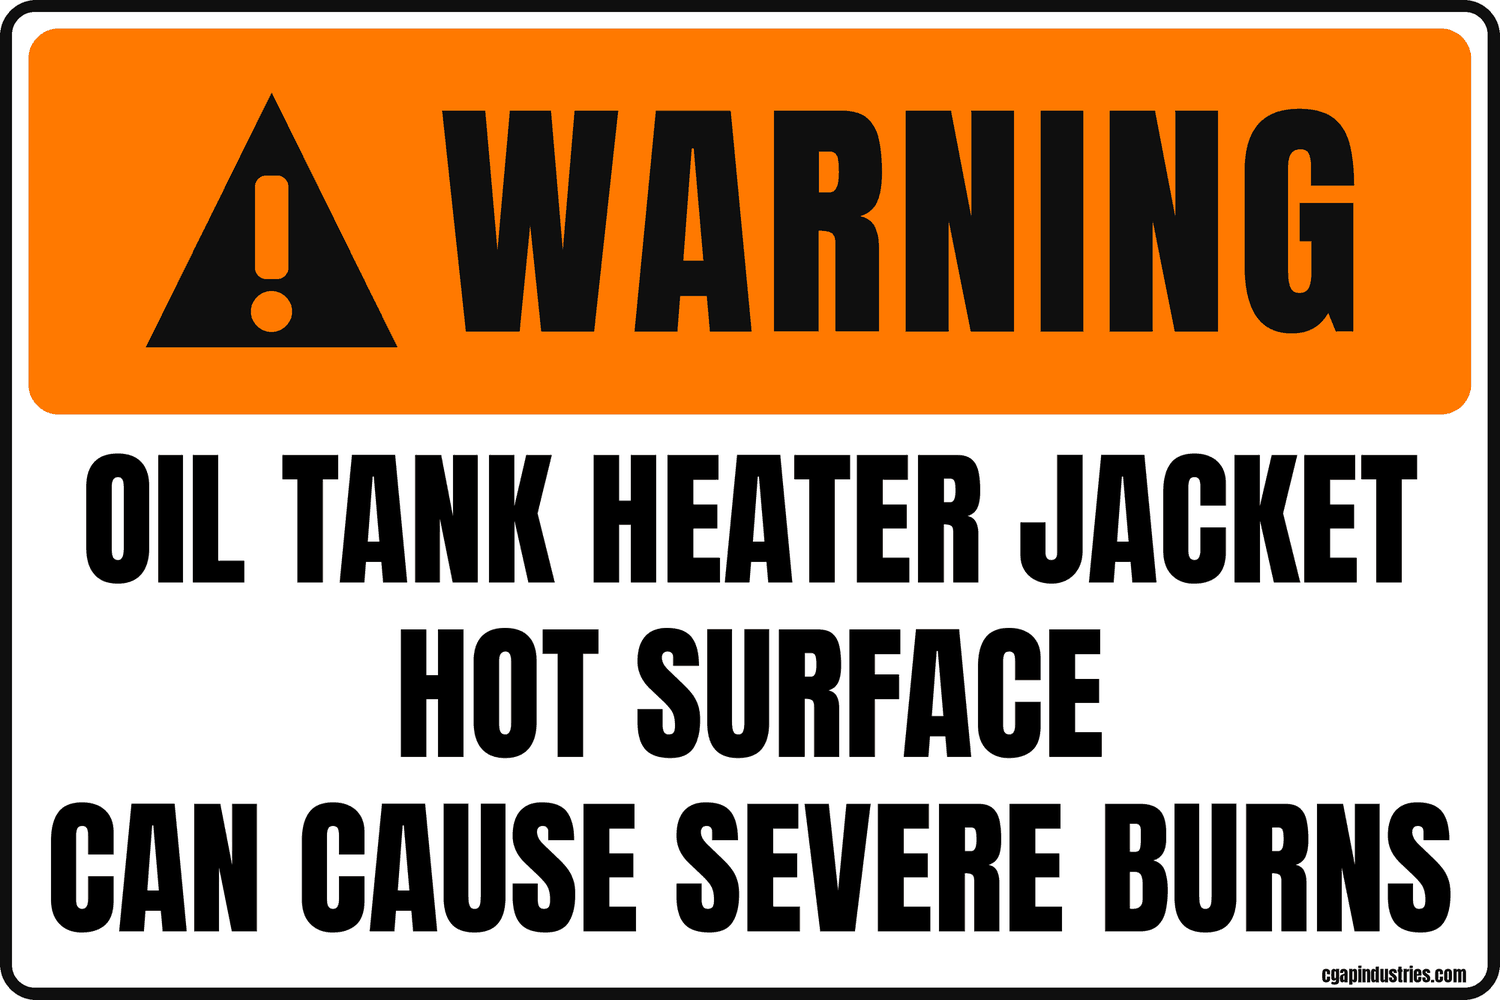 WARNING
OIL TANK HEATER JACKET
HOT SURFACE
CAN CAUSE SEVERE BURNS
cgapindustries.com